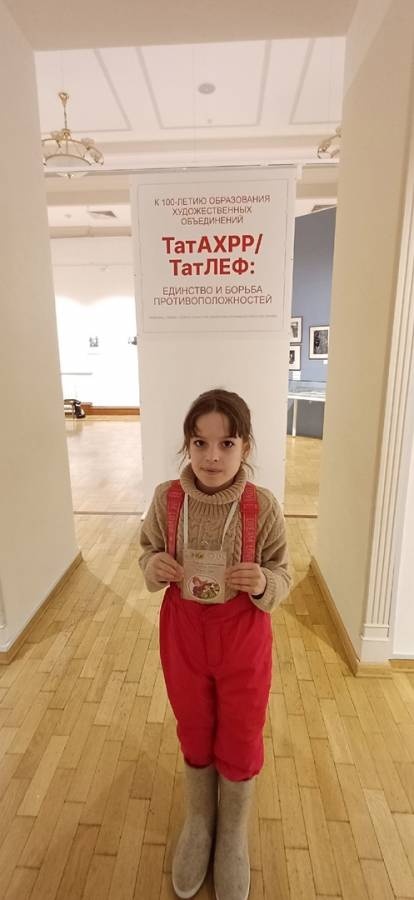 К 100-ЛЕТИЮ ОБРАЗОВАНИЯ
ХУДОЖЕСТВЕННЫХ
ОБЪЕДИНЕНИЙ
ТатАХРР/
ТатЛЕФ:
ЕДИНСТВО И БОРЬБА
ПРОТИВОПОЛОЖНОСТЕЙ